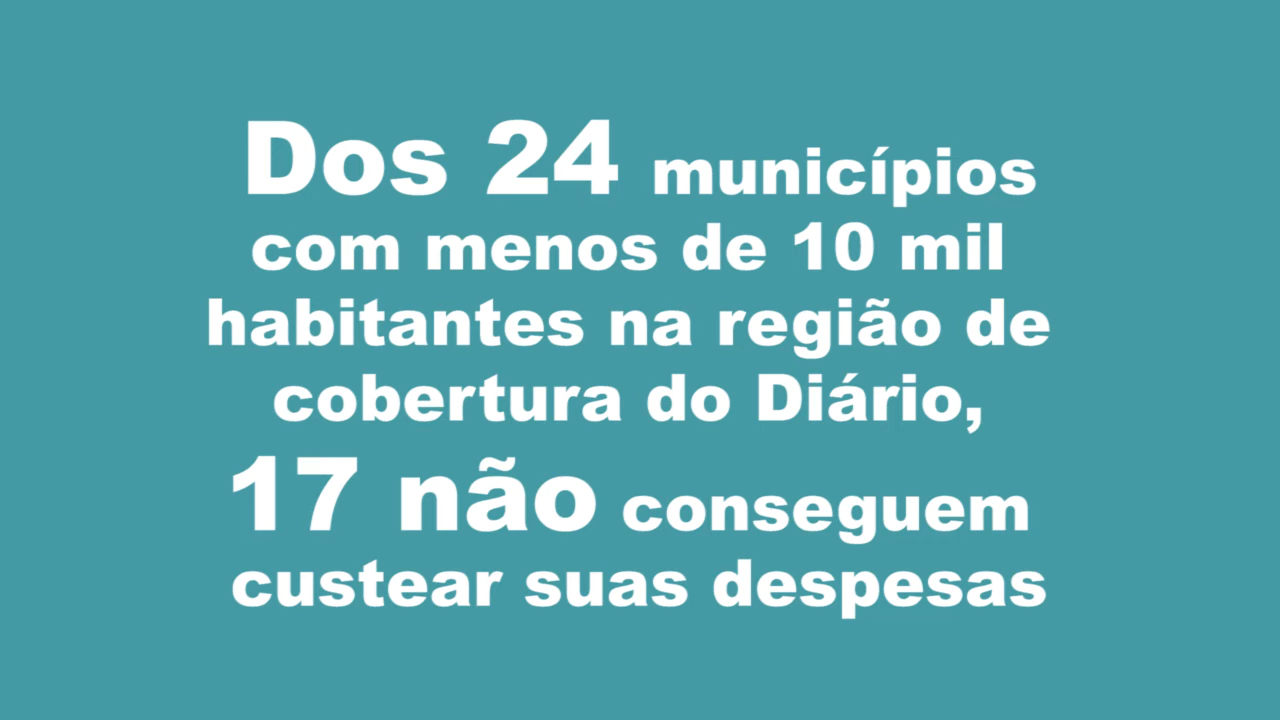 Dos 24 municípios
com menos de 10 mil
habitantes na região de
cobertura do Diário,
17 não conseguem
custear suas despesas